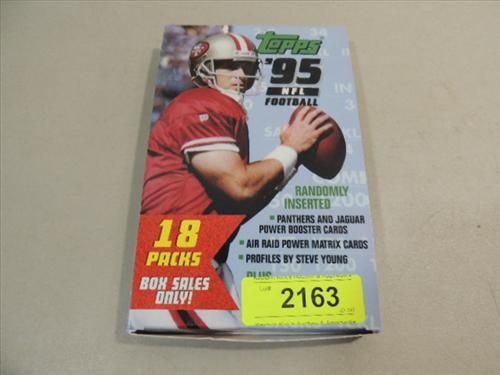 Topps
'95
NFL
FOOTBALL
RANDOMLY
INSERTED
PANTHERS AND JAGUAR
POWER BOOSTER CARDS
AIR RAID POWER MATRIX CARDS
PROFILES BY STEVE YOUNG
PLUS
18
PACKS
BOX SALES
ONLY!
2163